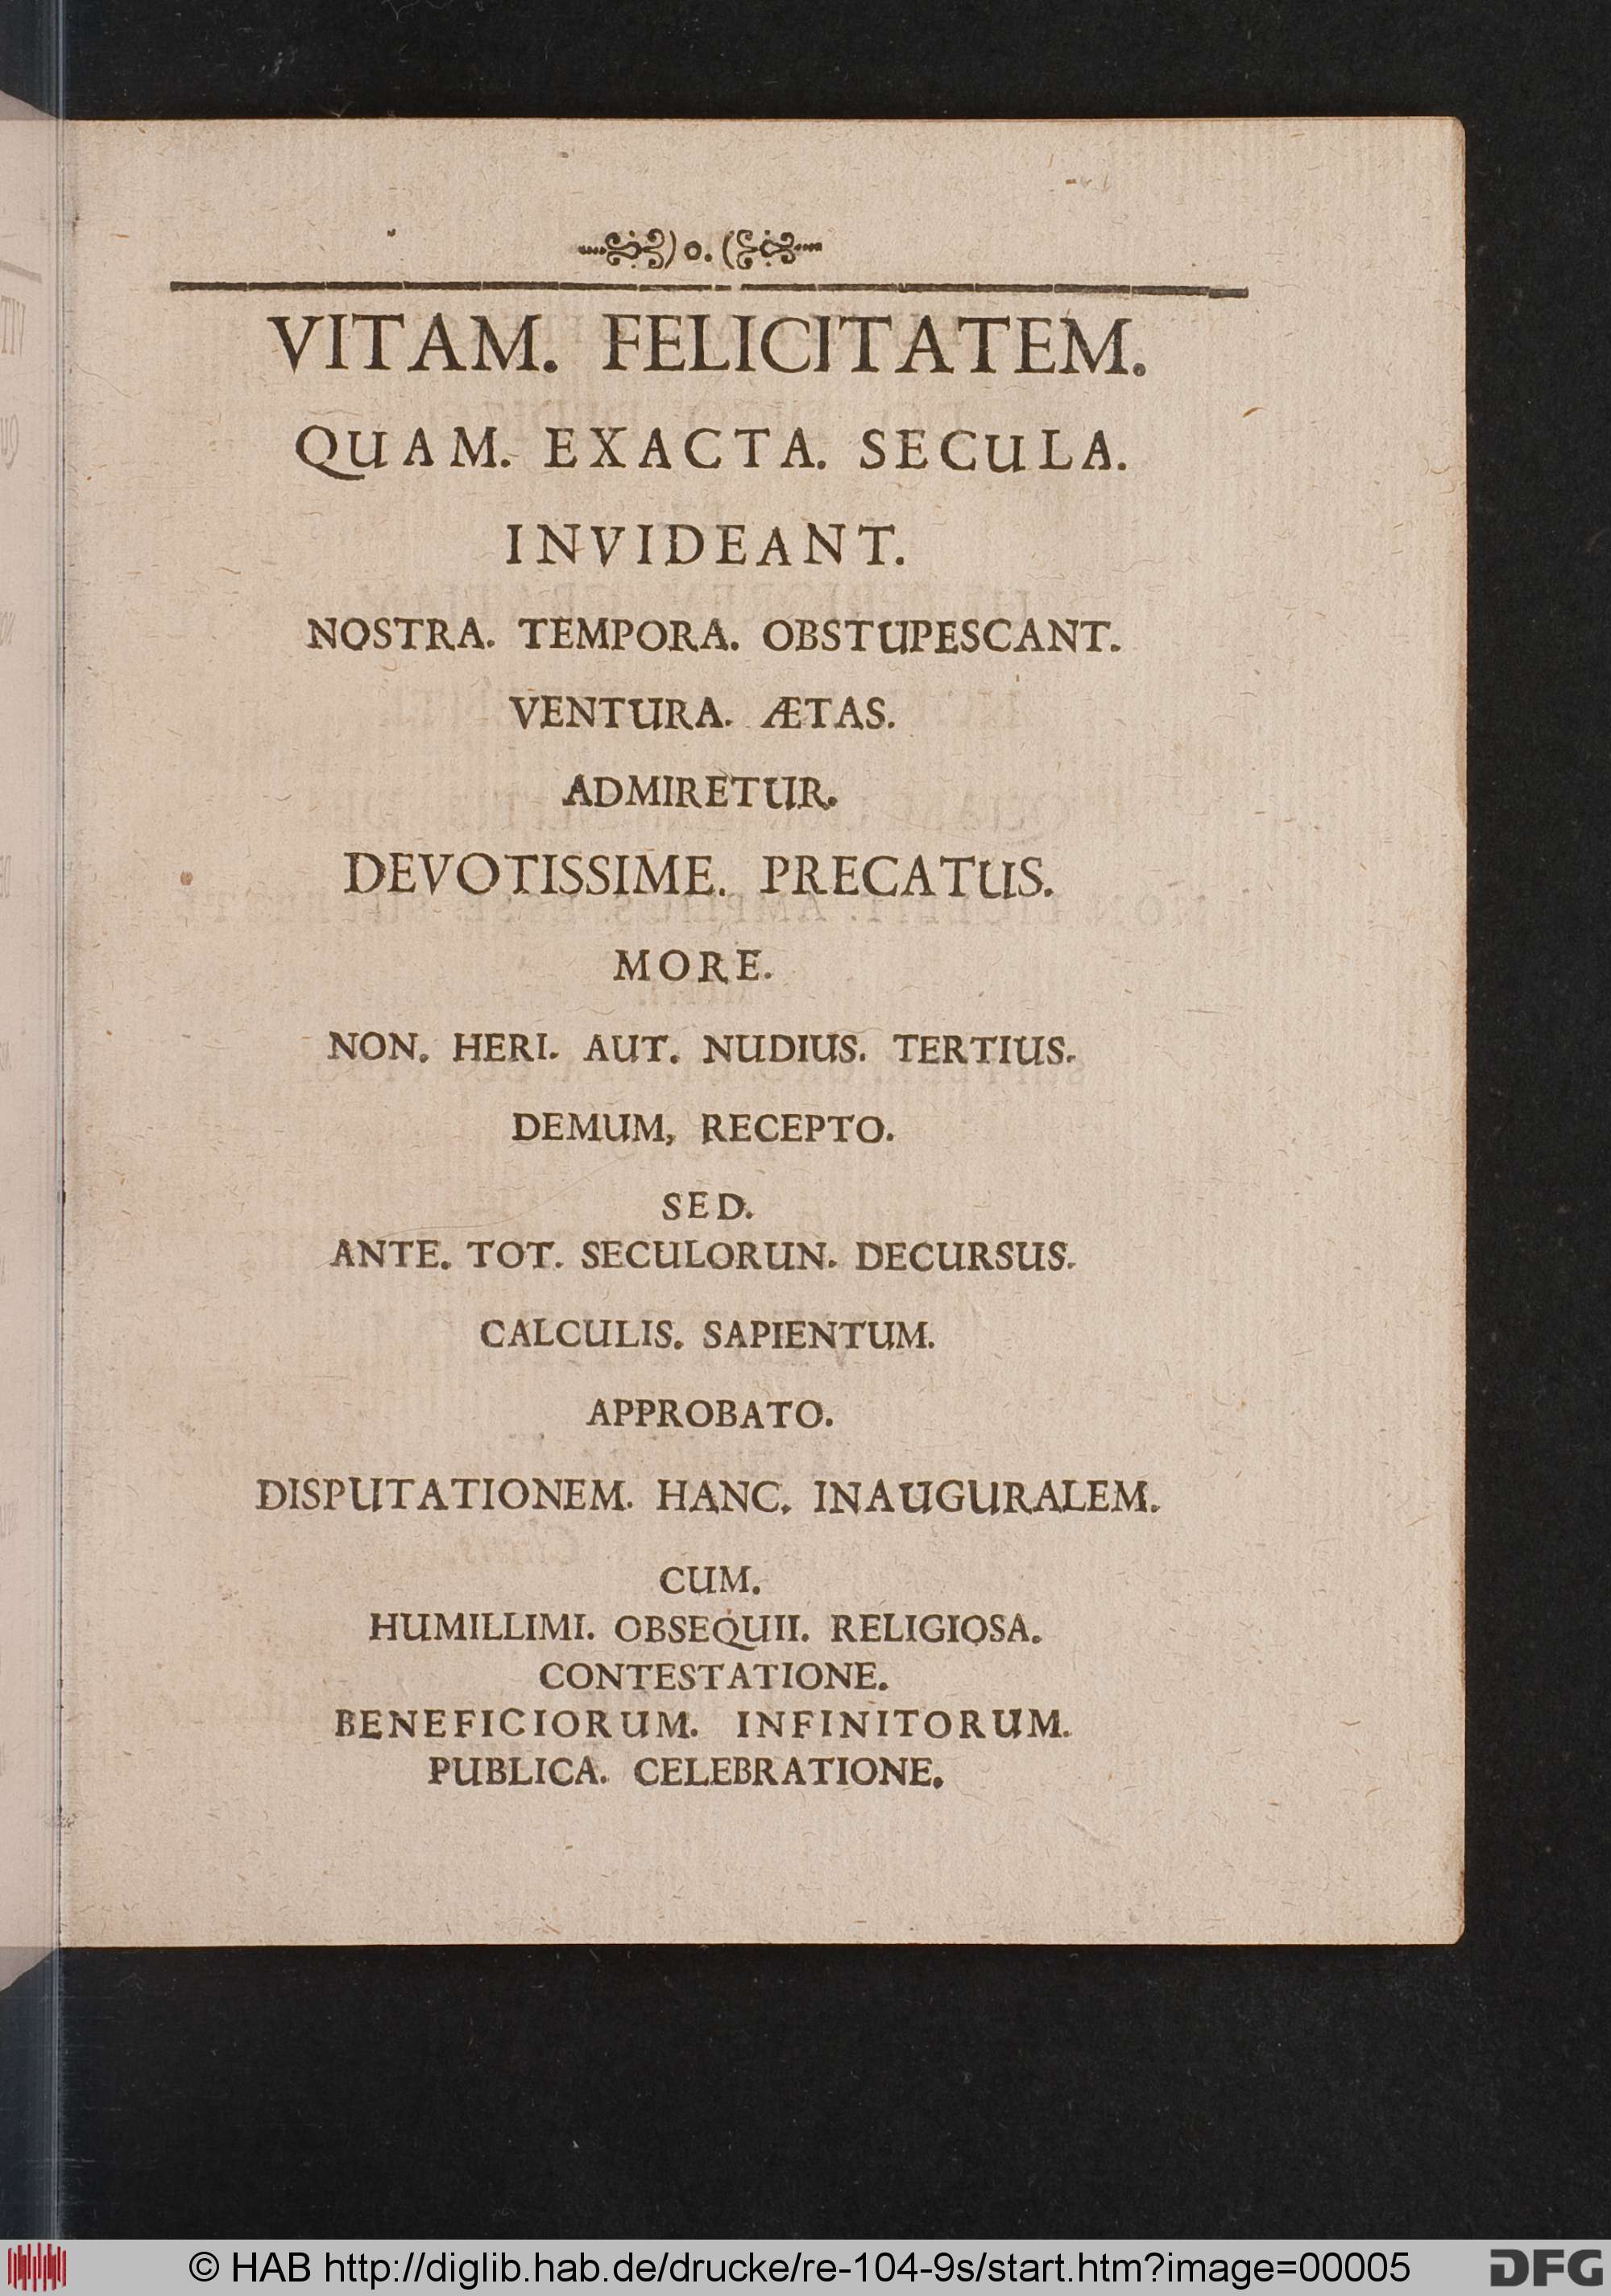 ) o. (
VITAM. FELICITATEM.
QUAM. EXACTA. SECULA.
INVIDEANT.
NOSTRA. TEMPORA. OBSTUPESCANT.
VENTURA. ÆTAS.
ADMIRETUR.
DEVOTISSIME. PRECATUS.
MORE.
NON. HERI. AUT. NUDIUS. TERTIUS.
DEMUM, RECEPTO.
SED.
ANTE. TOT. SECULORUN. DECURSUS.
CALCULIS. SAPIENTUM.
APPROBATO.
DISPUTATIONEM. HANC. INAUGURALEM.
CUM.
HUMILLIMI. OBSEQUII. RELIGIOSA.
CONTESTATIONE.
BENEFICIORUM. INFINITORUM.
PUBLICA. CELEBRATIONE.
© HAB http://diglib.hab.de/drucke/re-104-9s/start.htm?image=00005
DFG